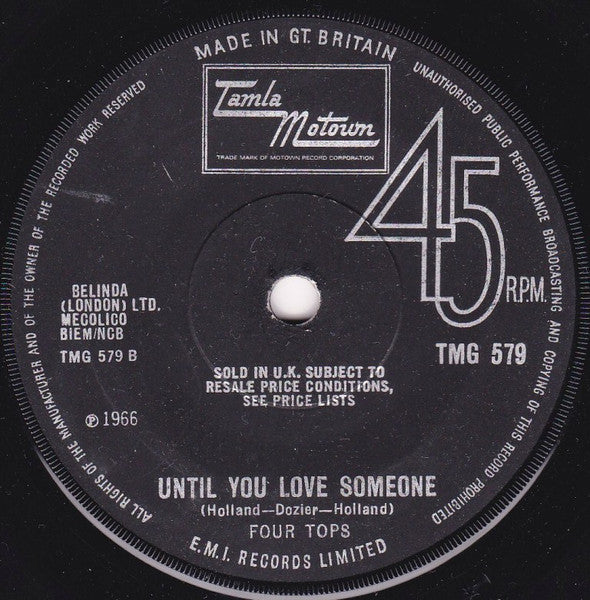 MADE IN GT. BRITAIN
UNAUTHORISED PUBLIC PERFORMANCE BROADCASTING AND COPYING OF THIS RECORD PROHIBITED
ALL RIGHTS OF THE MANUFACTURER AND OF THE OWNER OF THE RECORDED WORK RESERVED
Tamla
Motown
TRADE MARK OF MOTOWN RECORD CORPORATION
45
R.P.M.
BELINDA
(LONDON) LTD.
MECOLICO
BIEM/NCB
TMG 579 B
TMG 579
SOLD IN U.K. SUBJECT TO
RESALE PRICE CONDITIONS,
SEE PRICE LISTS
℗ 1966
UNTIL YOU LOVE SOMEONE
(Holland—Dozier—Holland)
FOUR TOPS
E.M.I. RECORDS LIMITED